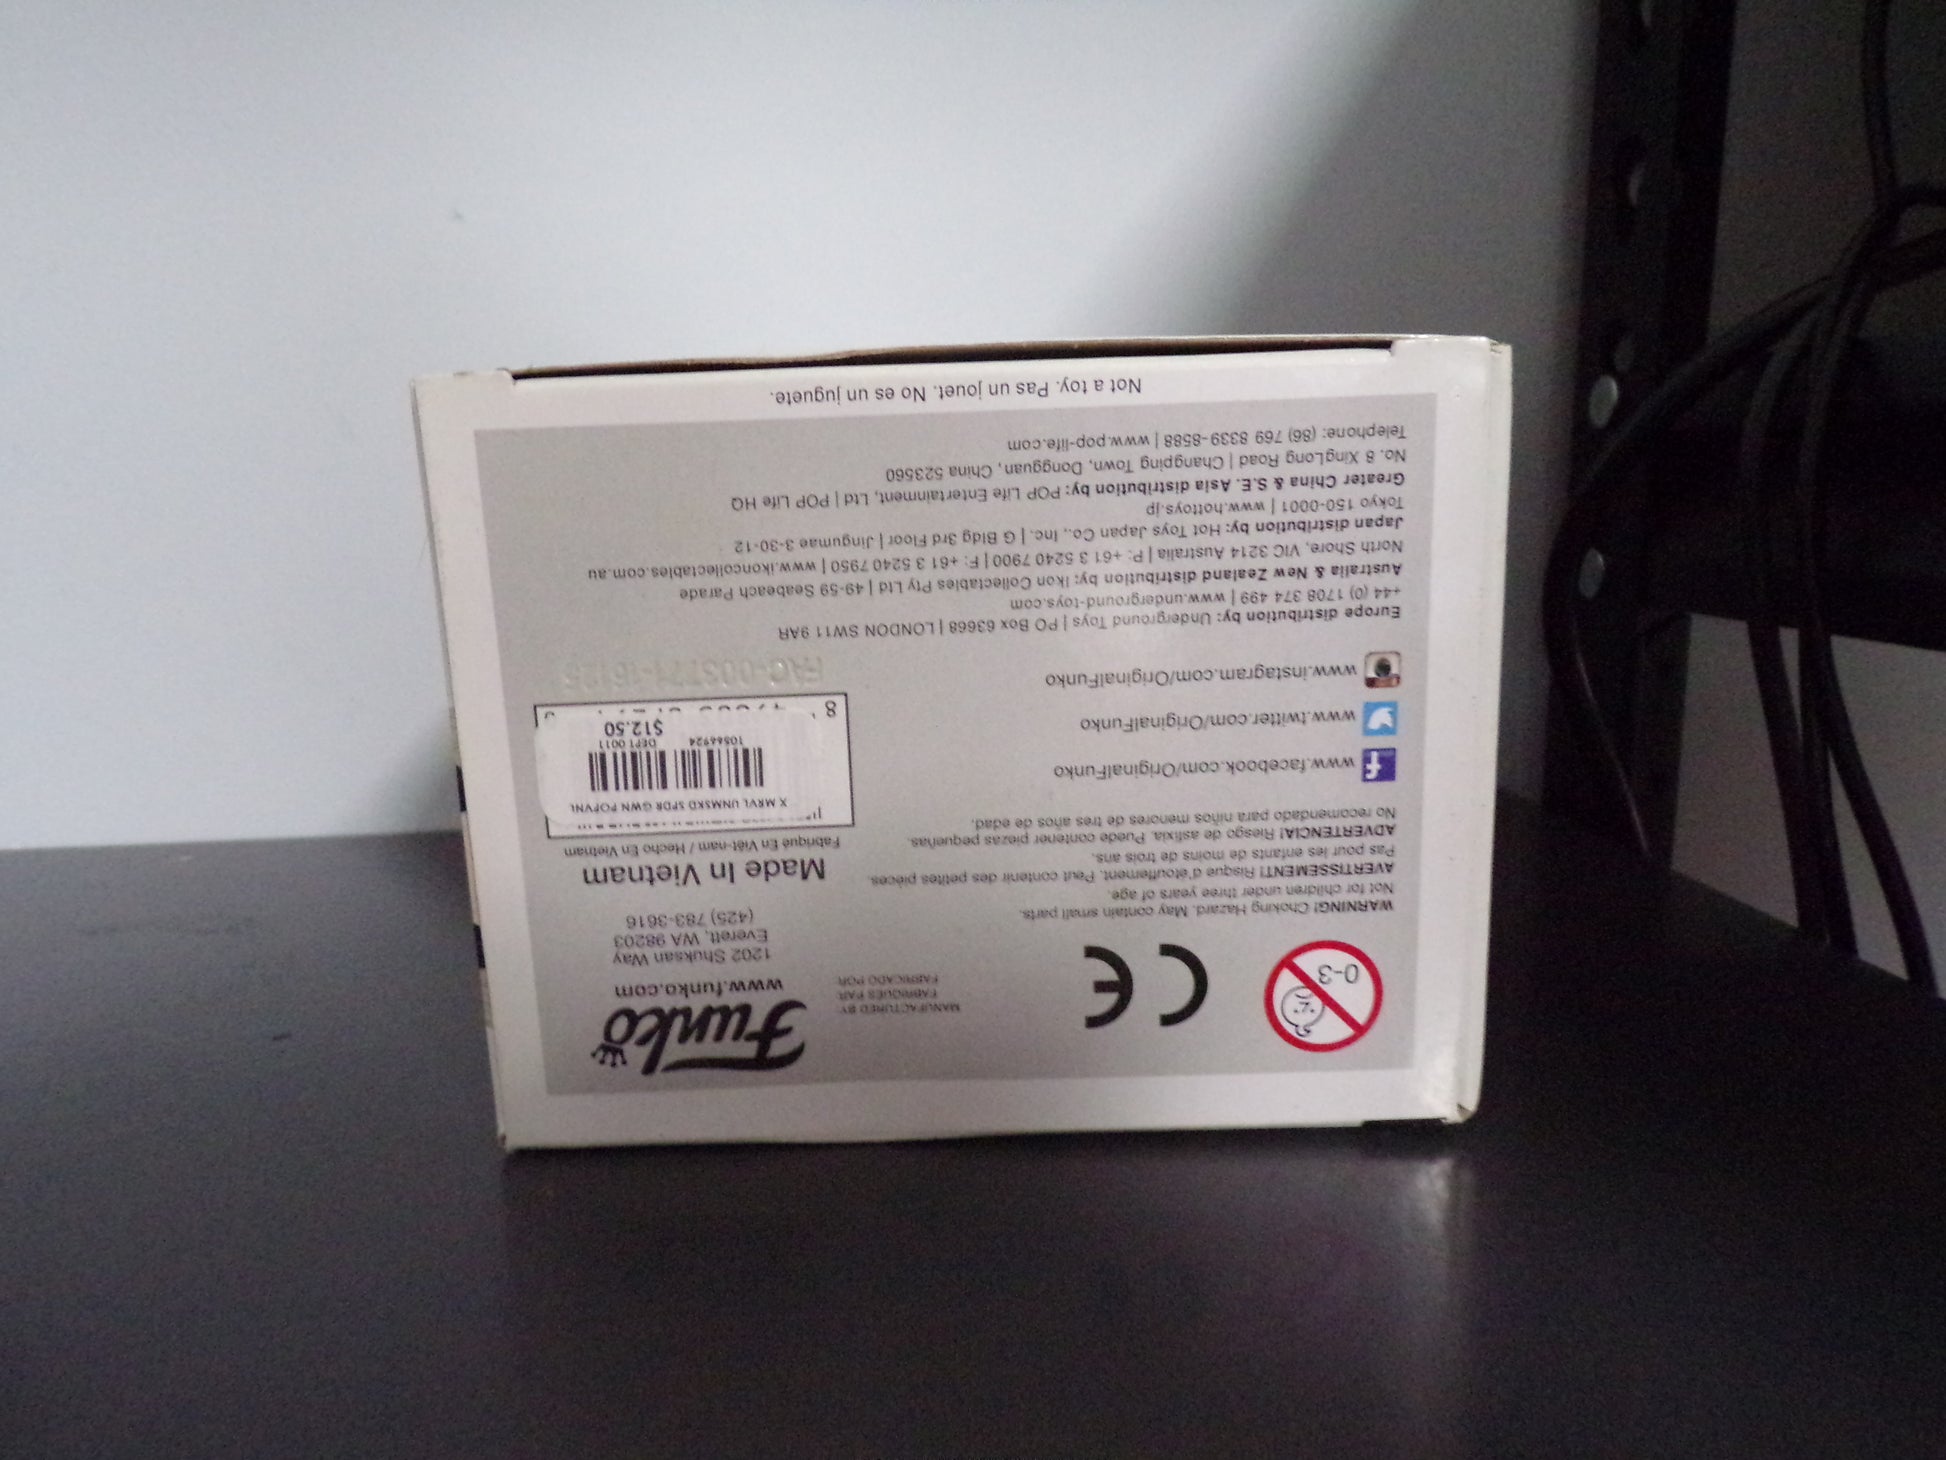 0-3
CE
MANUFACTURED BY:
FABRIQUÉS PAR:
FABRICADO POR:
Funko
www.funko.com
1202 Shuksan Way
Everett, WA 98203
(425) 783-3616
WARNING! Choking Hazard. May contain small parts.
Not for children under three years of age.
AVERTISSEMENT! Risque d'étouffement. Peut contenir des petites pièces.
Pas pour les enfants de moins de trois ans.
ADVERTENCIA! Riesgo de asfixia. Puede contener piezas pequeñas.
No recomendado para niños menores de tres años de edad.
Made In Vietnam
Fabriqué En Việt-nam / Hecho En Vietnam
X MRVL UNMSKD SPDR GWN POPVNL
10566924 DEPT 0011
$12.50
8
FAC-003771-16125
www.facebook.com/OriginalFunko
www.twitter.com/OriginalFunko
www.instagram.com/OriginalFunko
Europe distribution by: Underground Toys | PO Box 63668 | LONDON SW11 9AR
+44 (0) 1708 374 499 | www.underground-toys.com
Australia & New Zealand distribution by: Ikon Collectables Pty Ltd | 49-59 Seabeach Parade
North Shore, VIC 3214 Australia | P: +61 3 5240 7900 | F: +61 3 5240 7950 | www.ikoncollectables.com.au
Japan distribution by: Hot Toys Japan Co., Inc. | G Bldg 3rd Floor | Jingumae 3-30-12
Tokyo 150-0001 | www.hottoys.jp
Greater China & S.E. Asia distribution by: POP Life Entertainment, Ltd | POP Life HQ
No. 8 XingLong Road | Changping Town, Dongguan, China 523560
Telephone: (86) 769 8339-8588 | www.pop-life.com
Not a toy. Pas un jouet. No es un juguete.